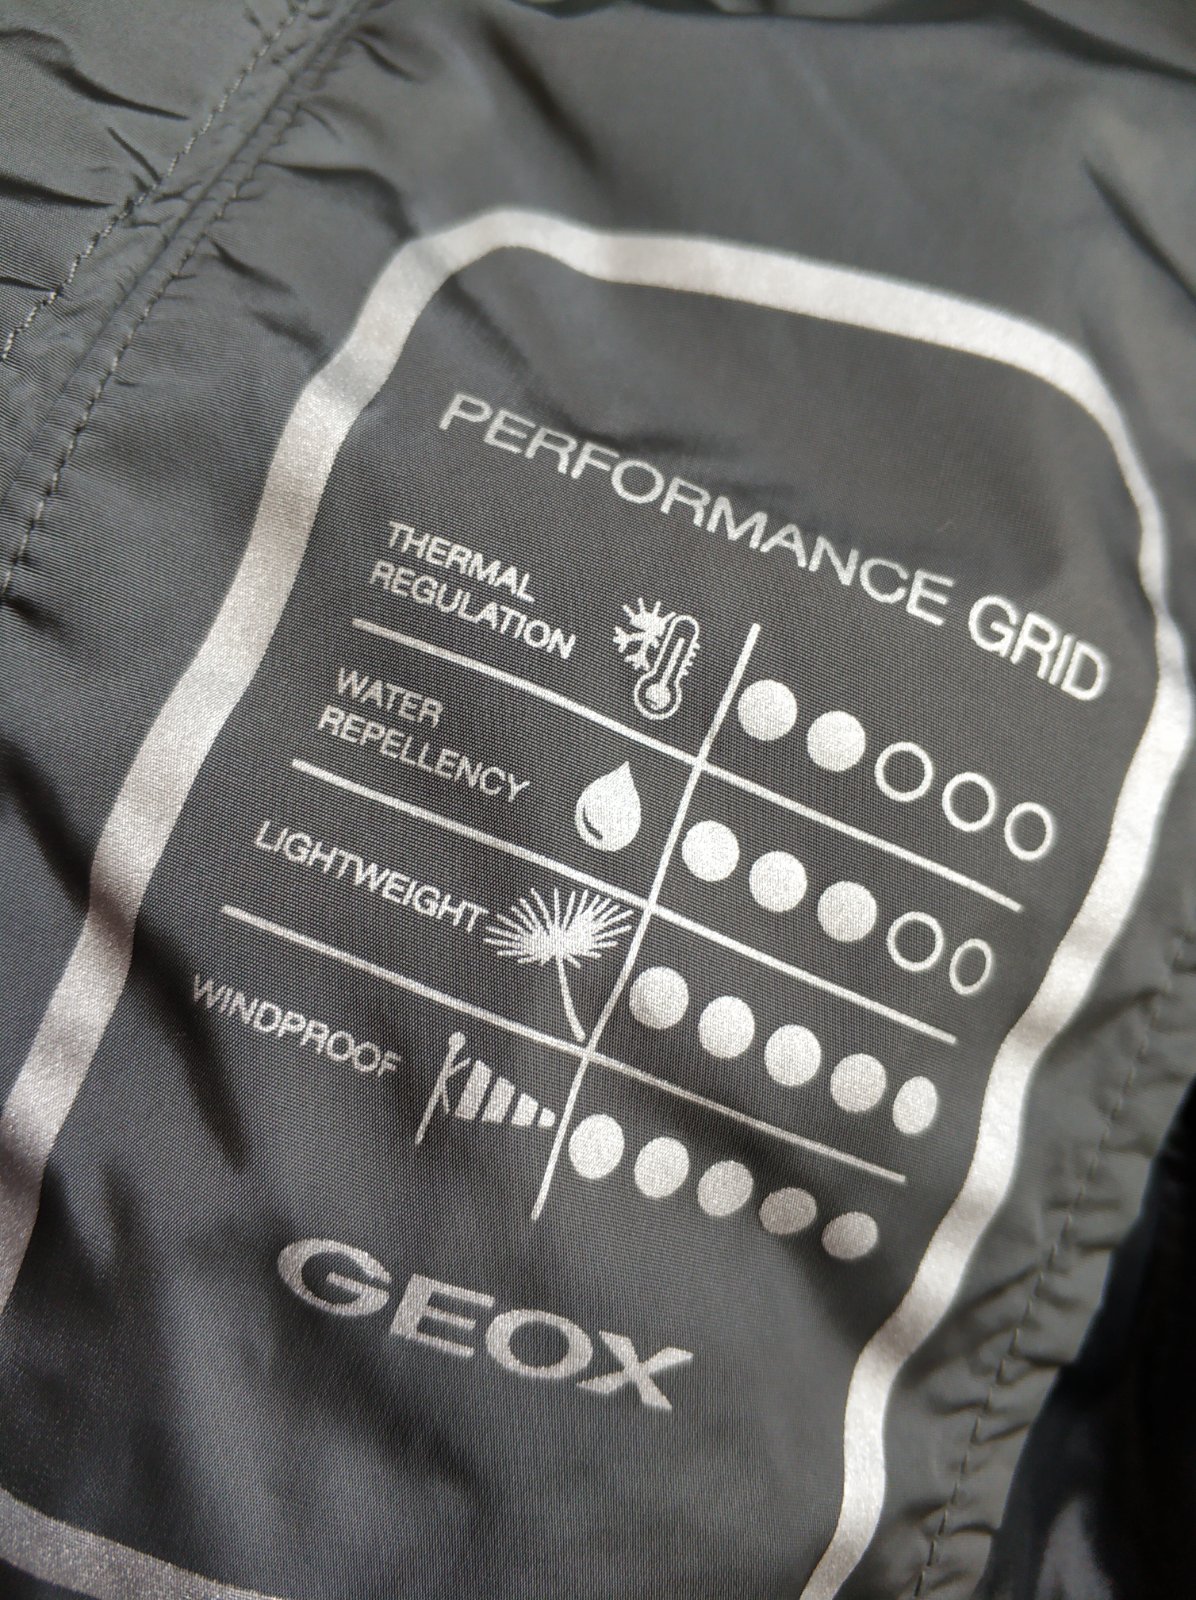 PERFORMANCE GRID
THERMAL
REGULATION
WATER
REPELLENCY
LIGHTWEIGHT
WINDPROOF
GEOX